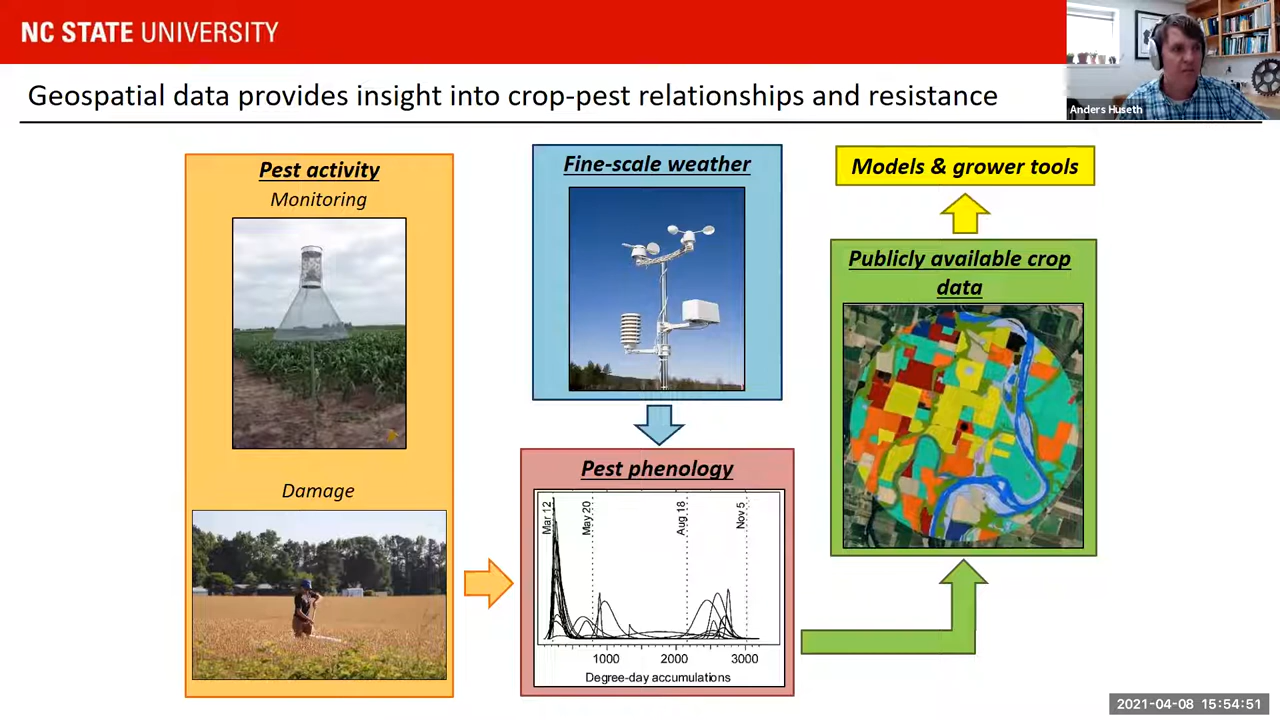 NC STATE UNIVERSITY
Anders Huseth
Geospatial data provides insight into crop-pest relationships and resistance
Pest activity
Monitoring
Damage
Fine-scale weather
Pest phenology
Mar 12
May 20
Aug 18
Nov 5
1000 2000 3000
Degree-day accumulations
Models & grower tools
Publicly available crop
data
2021-04-08 15:54:51